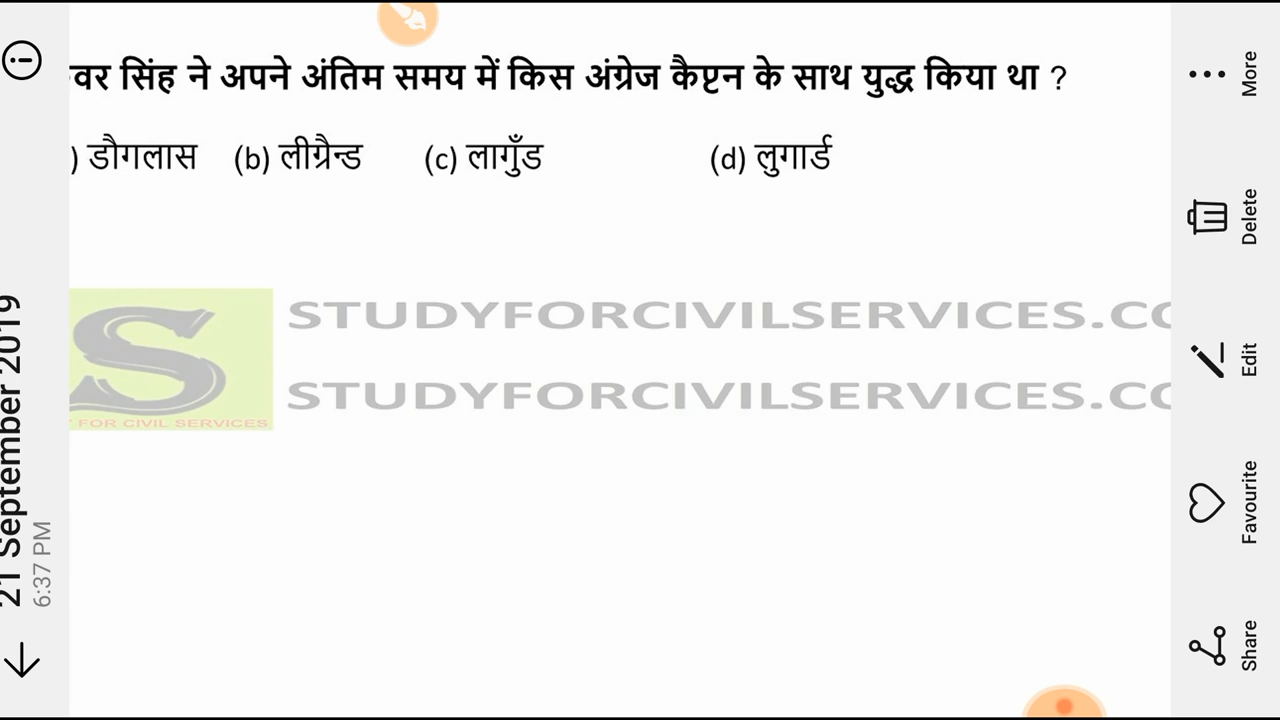 वर सिंह ने अपने अंतिम समय में किस अंग्रेज कैप्टन के साथ युद्ध किया था ?
) डौगलास (b) लीग्रैन्ड (c) लागुँड (d) लुगार्ड
STUDYFORCIVILSERVICES.CO
STUDYFORCIVILSERVICES.CO
S
FOR CIVIL SERVICES
21 September 2019
6:37 PM
More
Delete
Edit
Favourite
Share